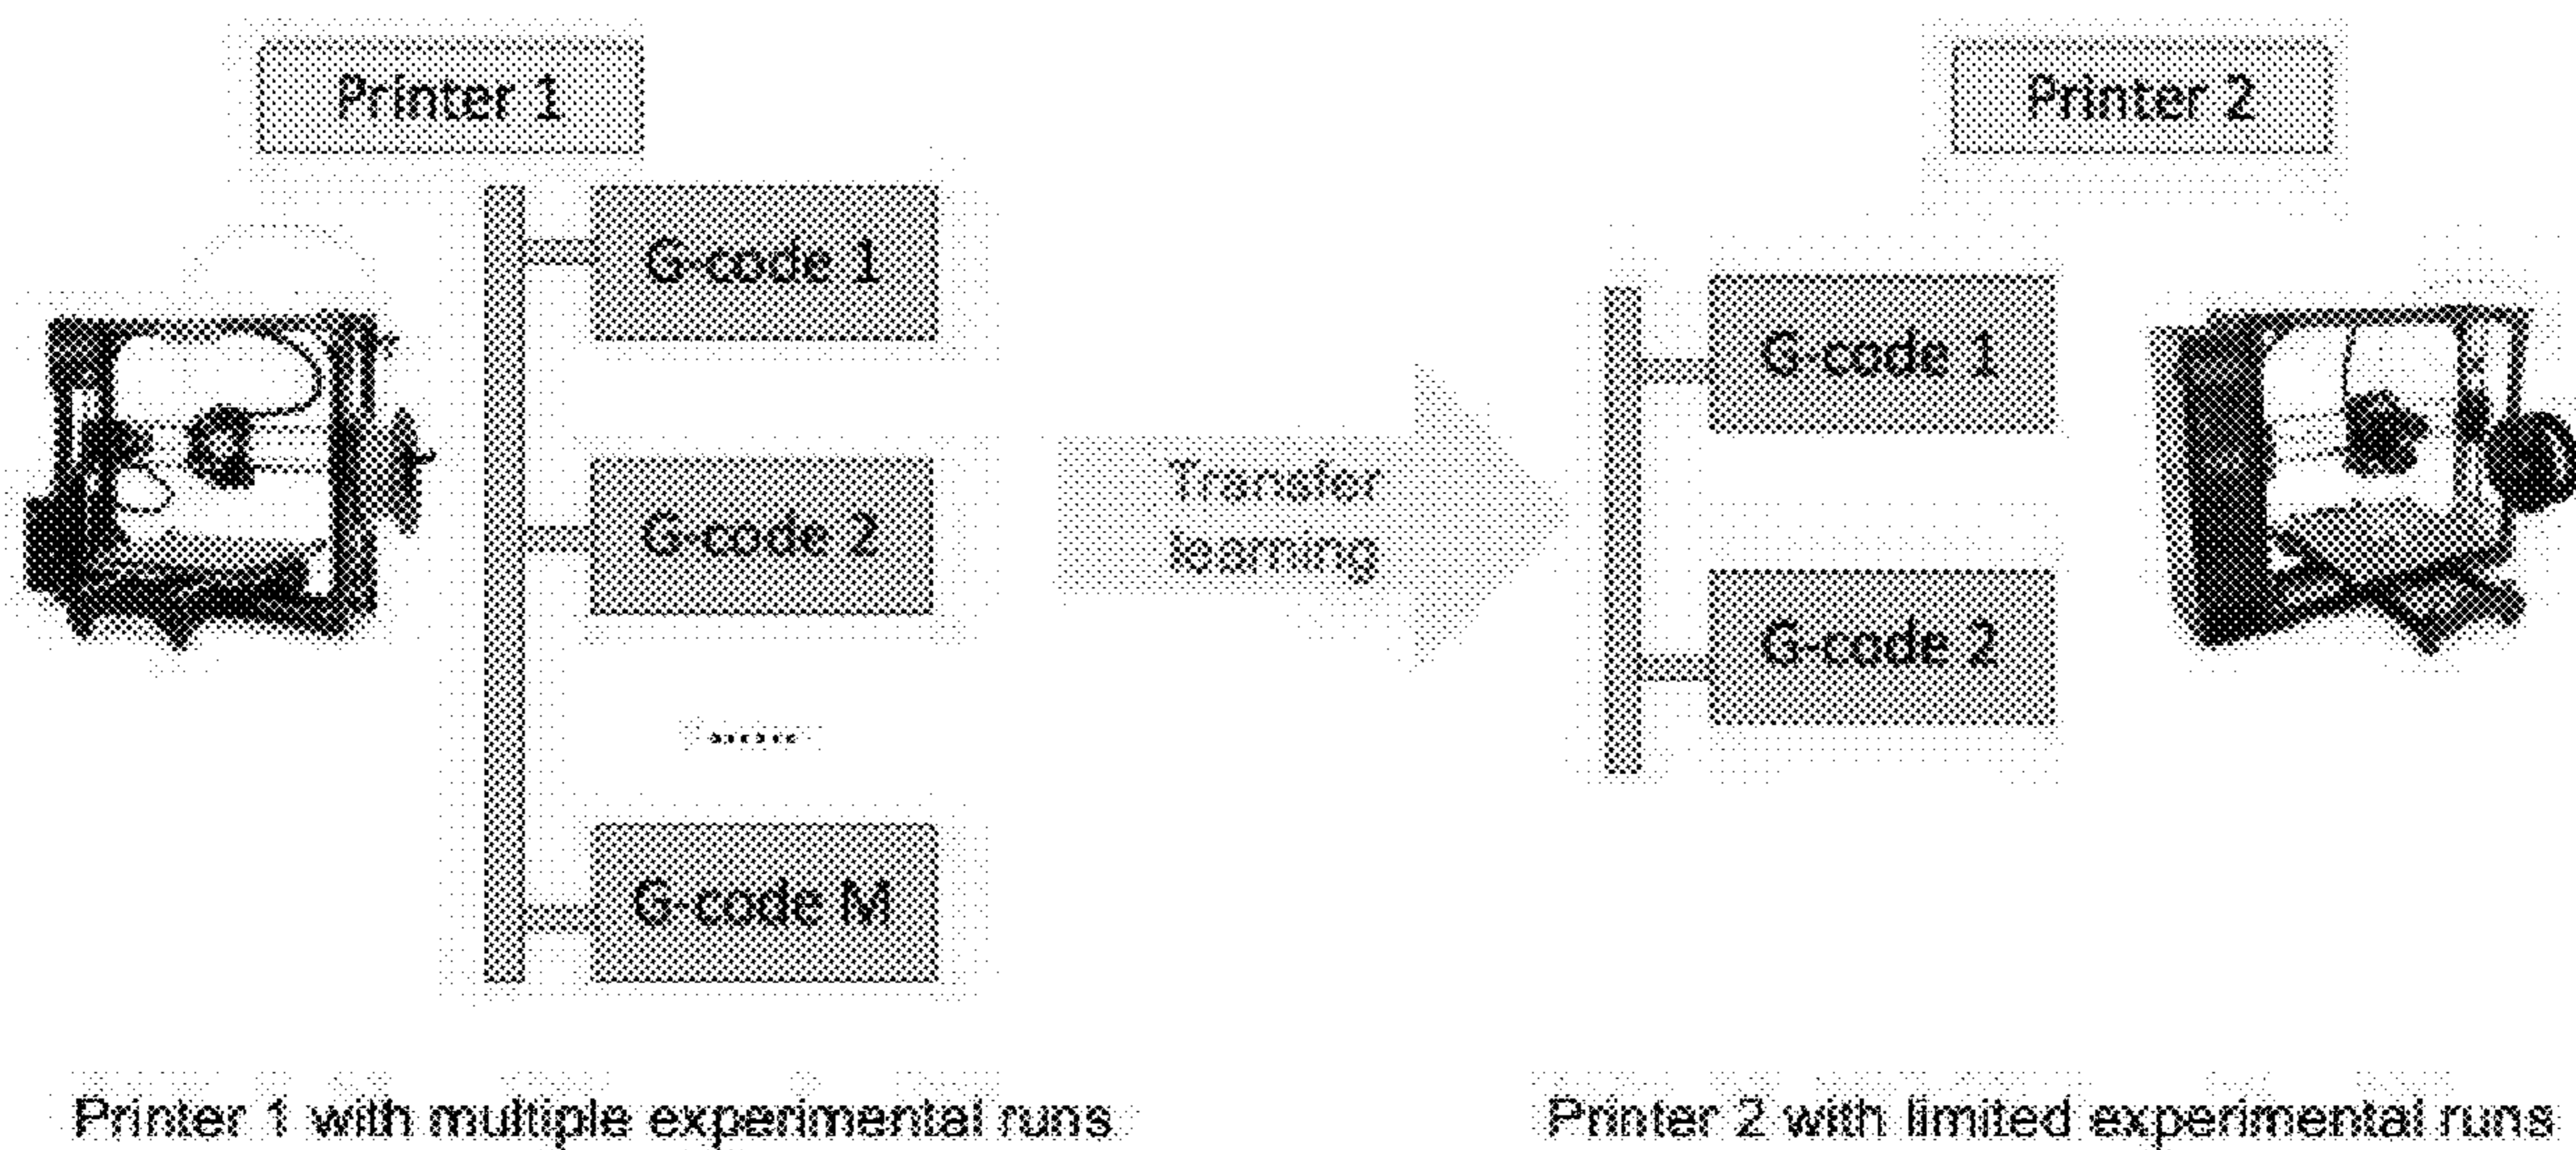 Printer 1
G-code 1
G-code 2
......
G-code M
Transfer
learning
Printer 2
G-code 1
G-code 2
Printer 1 with multiple experimental runs
Printer 2 with limited experimental runs